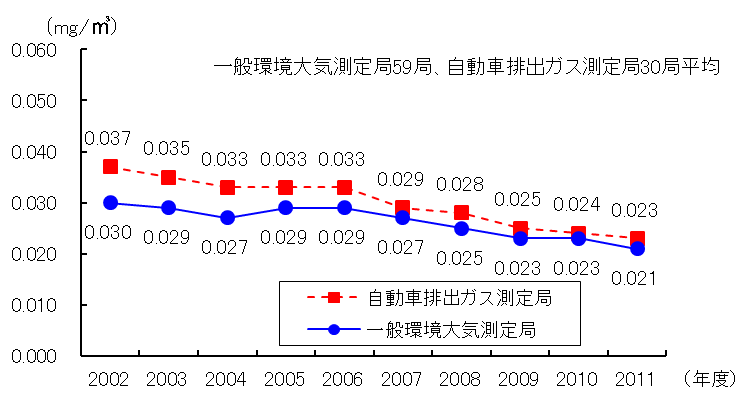 (mg/㎥)
0.060
一般環境大気測定局59局、自動車排出ガス測定局30局平均
0.050
0.040
0.037 0.035 0.033 0.033 0.033 0.029 0.028 0.025 0.024 0.023
0.030
0.030 0.029 0.027 0.029 0.029 0.027 0.025 0.023 0.023 0.021
0.020
0.010
自動車排出ガス測定局
一般環境大気測定局
0.000
2002 2003 2004 2005 2006 2007 2008 2009 2010 2011 (年度)